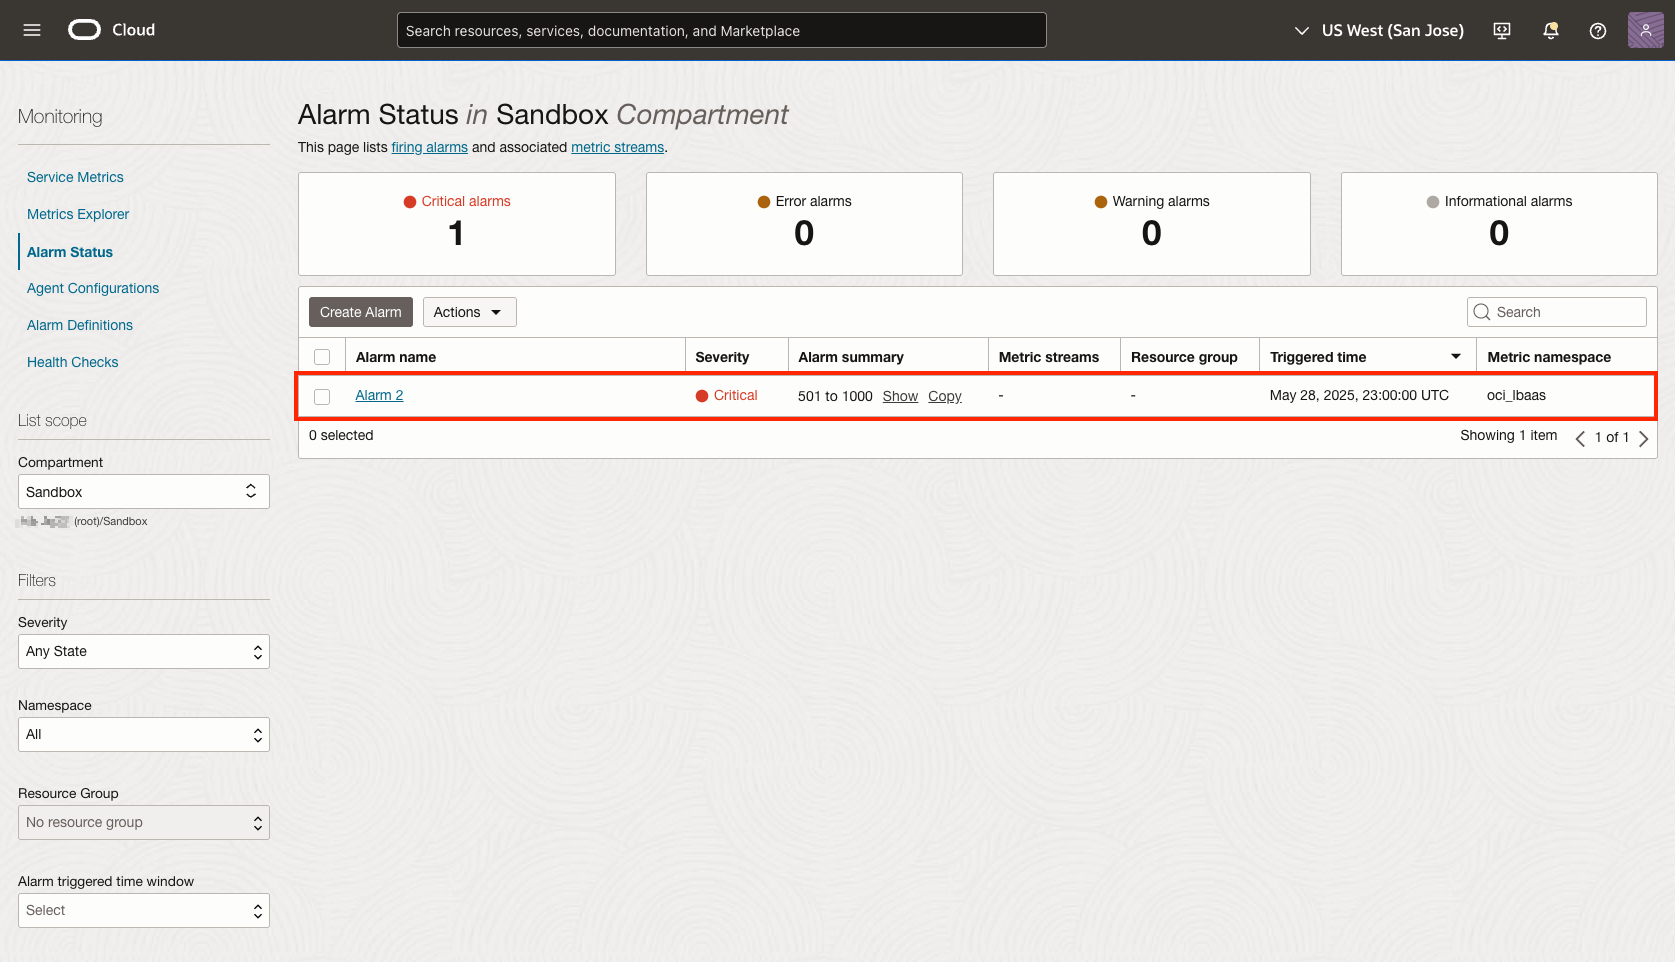 Cloud
Search resources, services, documentation, and Marketplace
US West (San Jose)
Monitoring
Service Metrics
Metrics Explorer
Alarm Status
Agent Configurations
Alarm Definitions
Health Checks
List scope
Compartment
Sandbox
(root)/Sandbox
Filters
Severity
Any State
Namespace
All
Resource Group
No resource group
Alarm triggered time window
Select
Alarm Status in Sandbox Compartment
This page lists firing alarms and associated metric streams.
Critical alarms
1
Error alarms
0
Warning alarms
0
Informational alarms
0
Create Alarm Actions Search
Alarm name Severity Alarm summary Metric streams Resource group Triggered time Metric namespace
Alarm 2 Critical 501 to 1000 Show Copy - - May 28, 2025, 23:00:00 UTC oci_lbaas
0 selected Showing 1 item 1 of 1